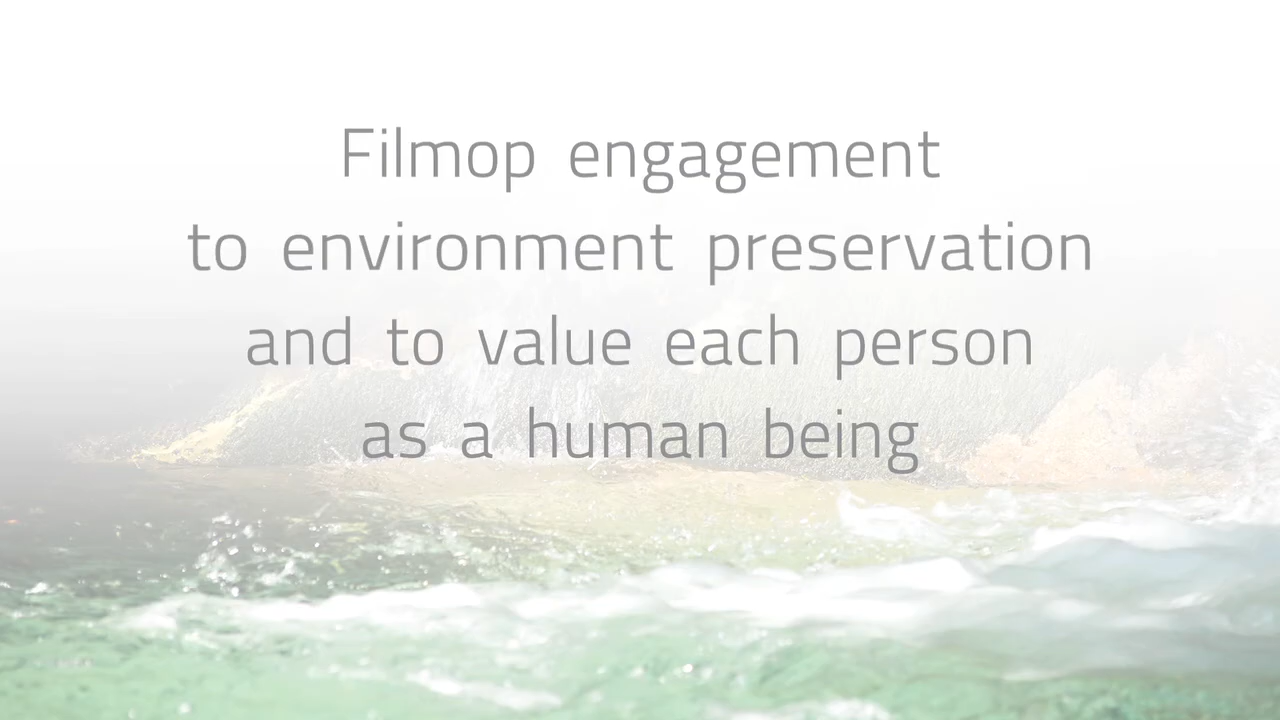 Filmop engagement
to environment preservation
and to value each person
as a human being